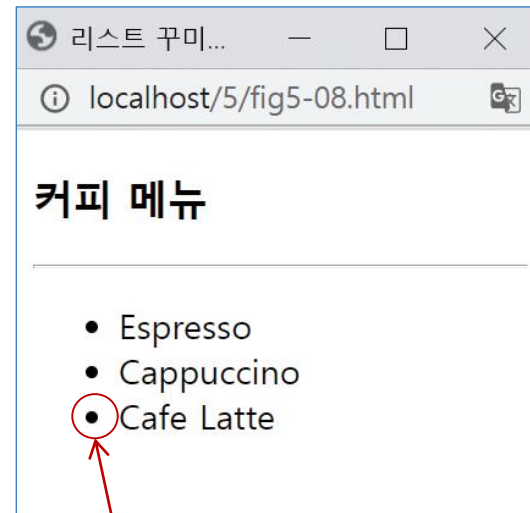 리스트 꾸미...
localhost/5/fig5-08.html
커피 메뉴
Espresso
Cappuccino
Cafe Latte